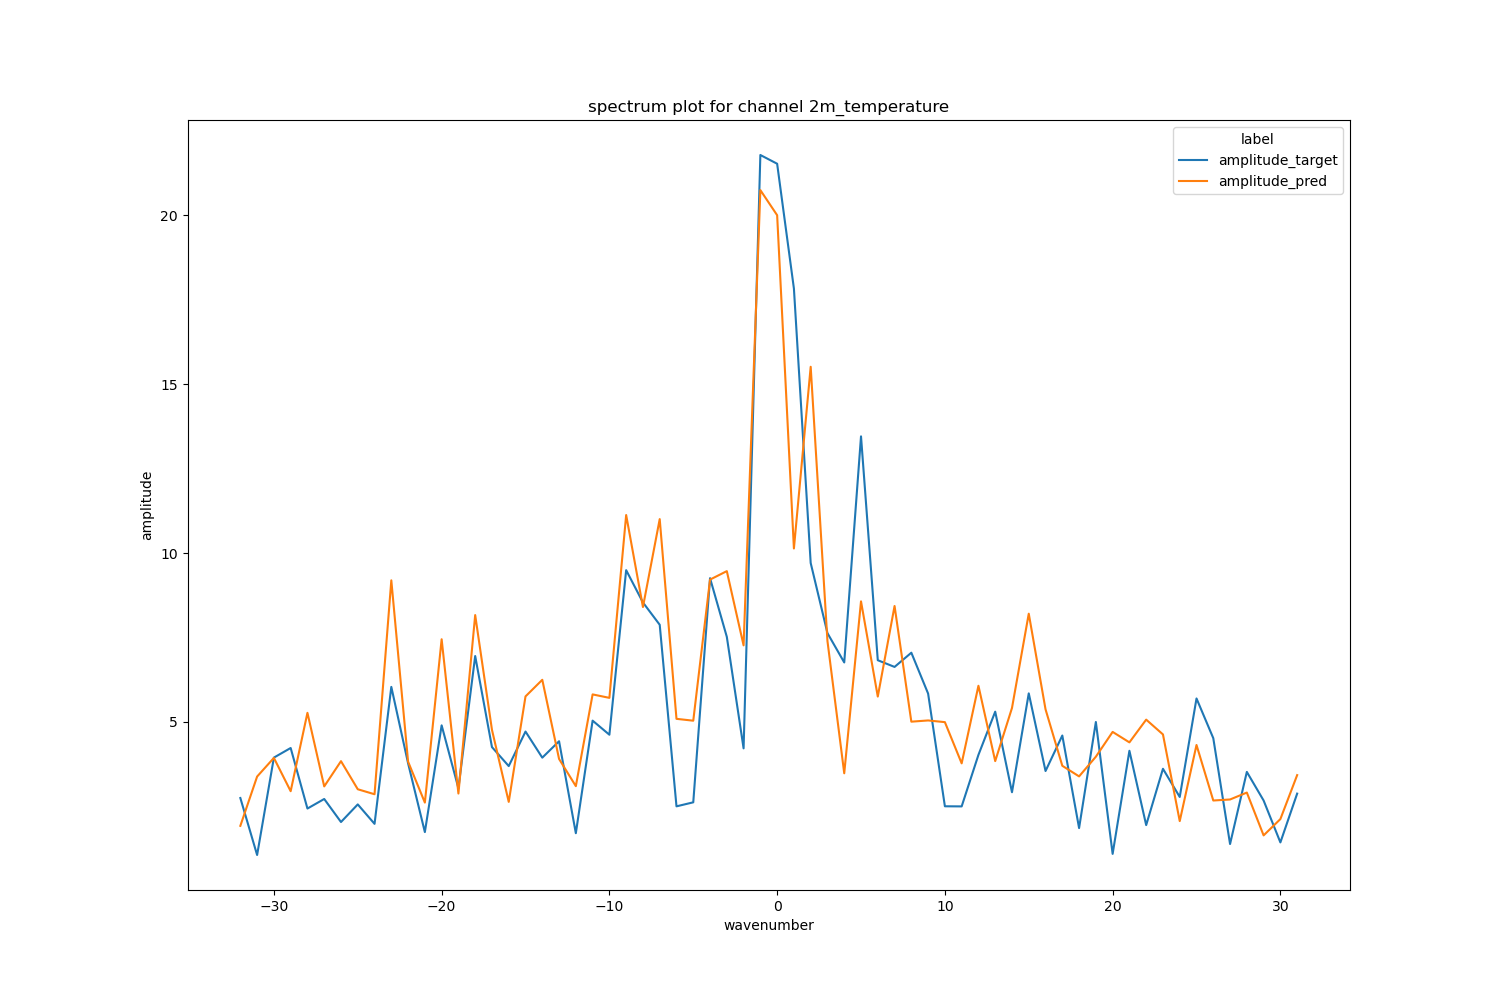 spectrum plot for channel 2m_temperature
label
amplitude_target
amplitude_pred
amplitude
20
15
10
5
−30
−20
−10
0
10
20
30
wavenumber